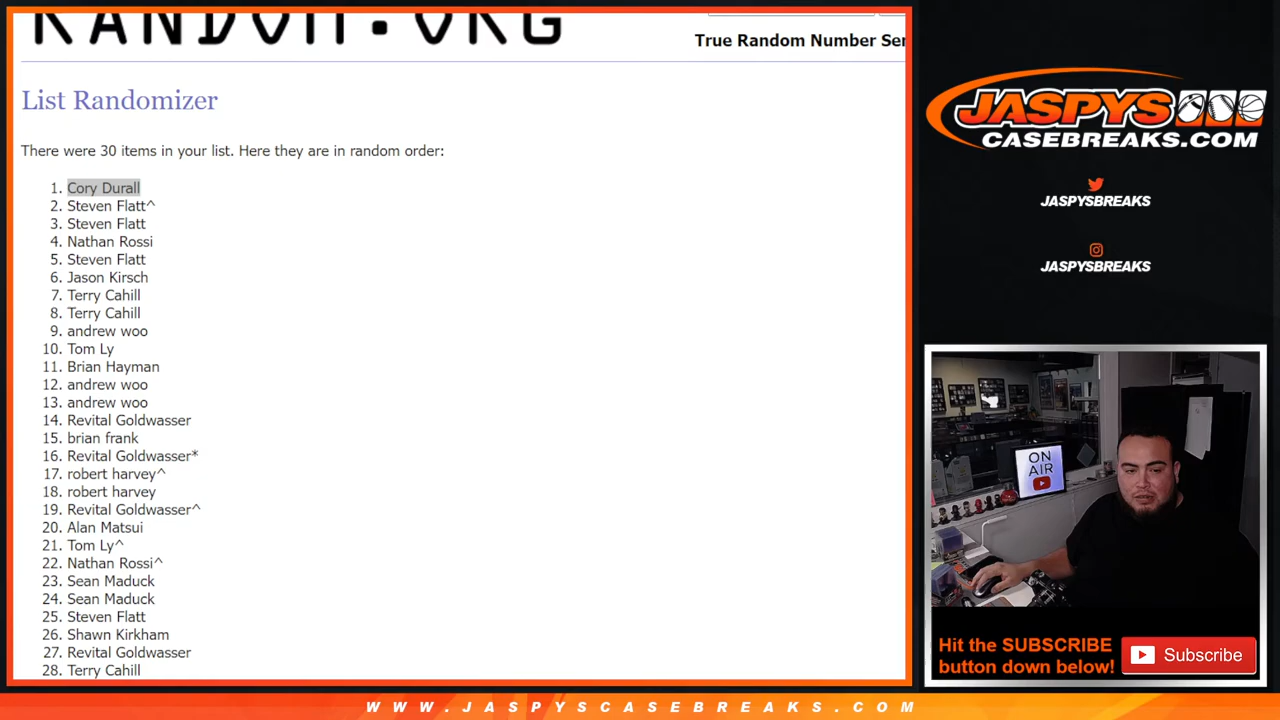 RANDOM.ORG
True Random Number Ser
List Randomizer
There were 30 items in your list. Here they are in random order:
1. Cory Durall
2. Steven Flatt^
3. Steven Flatt
4. Nathan Rossi
5. Steven Flatt
6. Jason Kirsch
7. Terry Cahill
8. Terry Cahill
9. andrew woo
10. Tom Ly
11. Brian Hayman
12. andrew woo
13. andrew woo
14. Revital Goldwasser
15. brian frank
16. Revital Goldwasser*
17. robert harvey^
18. robert harvey
19. Revital Goldwasser^
20. Alan Matsui
21. Tom Ly^
22. Nathan Rossi^
23. Sean Maduck
24. Sean Maduck
25. Steven Flatt
26. Shawn Kirkham
27. Revital Goldwasser
28. Terry Cahill
JASPYS
CASEBREAKS.COM
JASPYSBREAKS
JASPYSBREAKS
ON
AIR
Hit the SUBSCRIBE
button down below!
Subscribe
WWW.JASPYSCASEBREAKS.COM